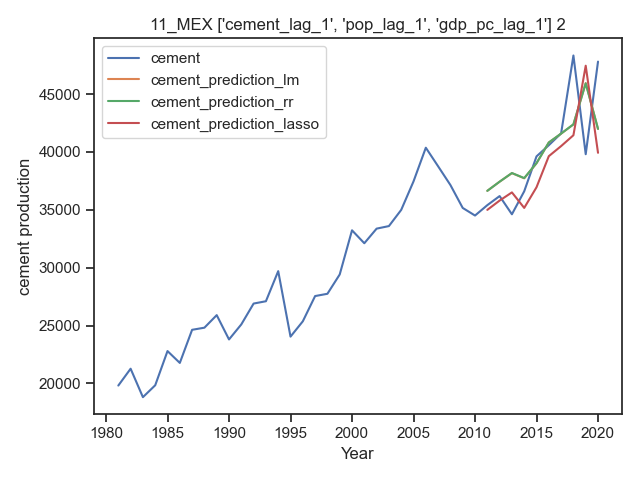 11_MEX ['cement_lag_1', 'pop_lag_1', 'gdp_pc_lag_1'] 2
cement
cement_prediction_lm
cement_prediction_rr
cement_prediction_lasso
45000
40000
35000
30000
25000
20000
cement production
1980 1985 1990 1995 2000 2005 2010 2015 2020
Year